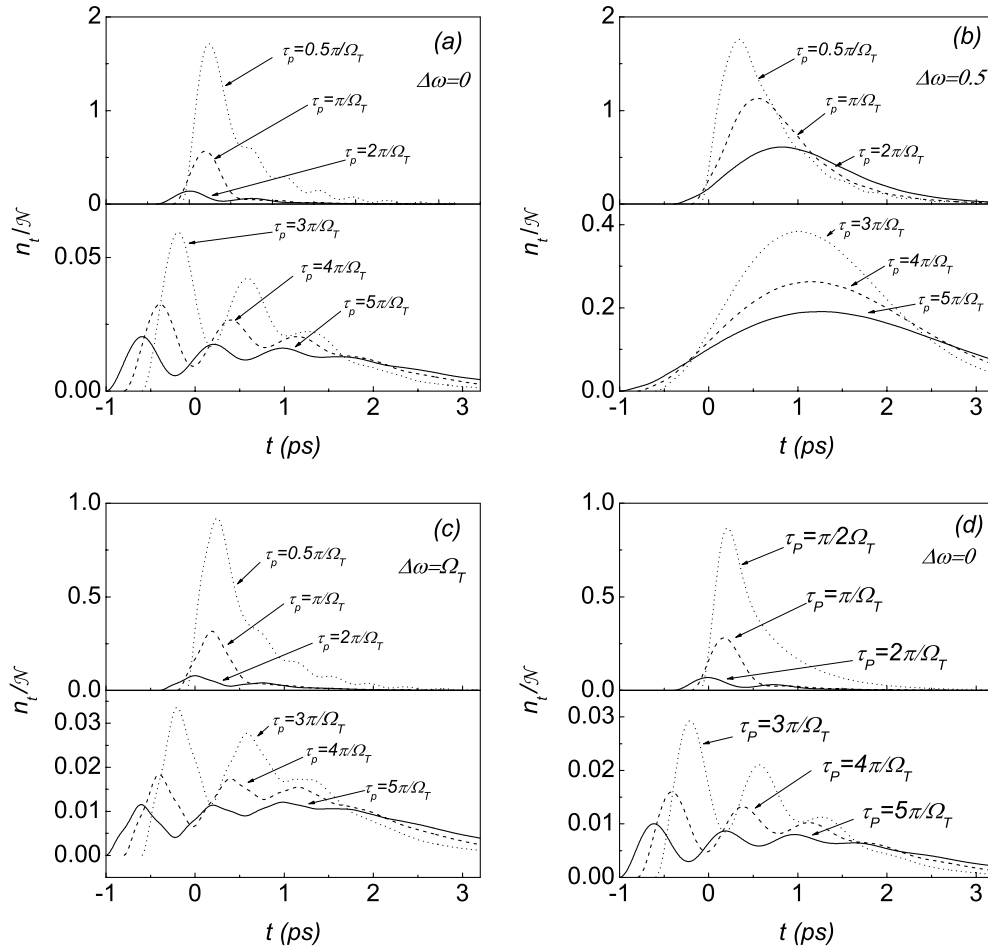 (a)
Δω=0
τp=0.5π/ΩT
τp=π/ΩT
τp=2π/ΩT
2
1
0
nt/N
τp=3π/ΩT
τp=4π/ΩT
τp=5π/ΩT
0.05
0.00
-1 0 1 2 3
t (ps)
(b)
Δω=0.5
τp=0.5π/ΩT
τp=π/ΩT
τp=2π/ΩT
2
1
0
nt/N
τp=3π/ΩT
τp=4π/ΩT
τp=5π/ΩT
0.4
0.2
0.0
-1 0 1 2 3
t (ps)
(c)
Δω=ΩT
τp=0.5π/ΩT
τp=π/ΩT
τp=2π/ΩT
1.0
0.5
0.0
nt/N
τp=3π/ΩT
τp=4π/ΩT
τp=5π/ΩT
0.03
0.02
0.01
0.00
-1 0 1 2 3
t (ps)
(d)
Δω=0
τP=π/2ΩT
τP=π/ΩT
τP=2π/ΩT
1.0
0.5
0.0
nt/N
τP=3π/ΩT
τP=4π/ΩT
τP=5π/ΩT
0.03
0.02
0.01
0.00
-1 0 1 2 3
t (ps)